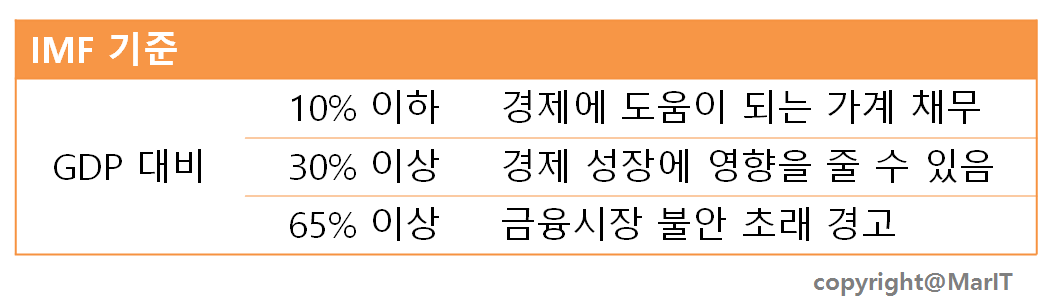 IMF 기준
GDP 대비
10% 이하 경제에 도움이 되는 가계 채무
30% 이상 경제 성장에 영향을 줄 수 있음
65% 이상 금융시장 불안 초래 경고
copyright@MarIT